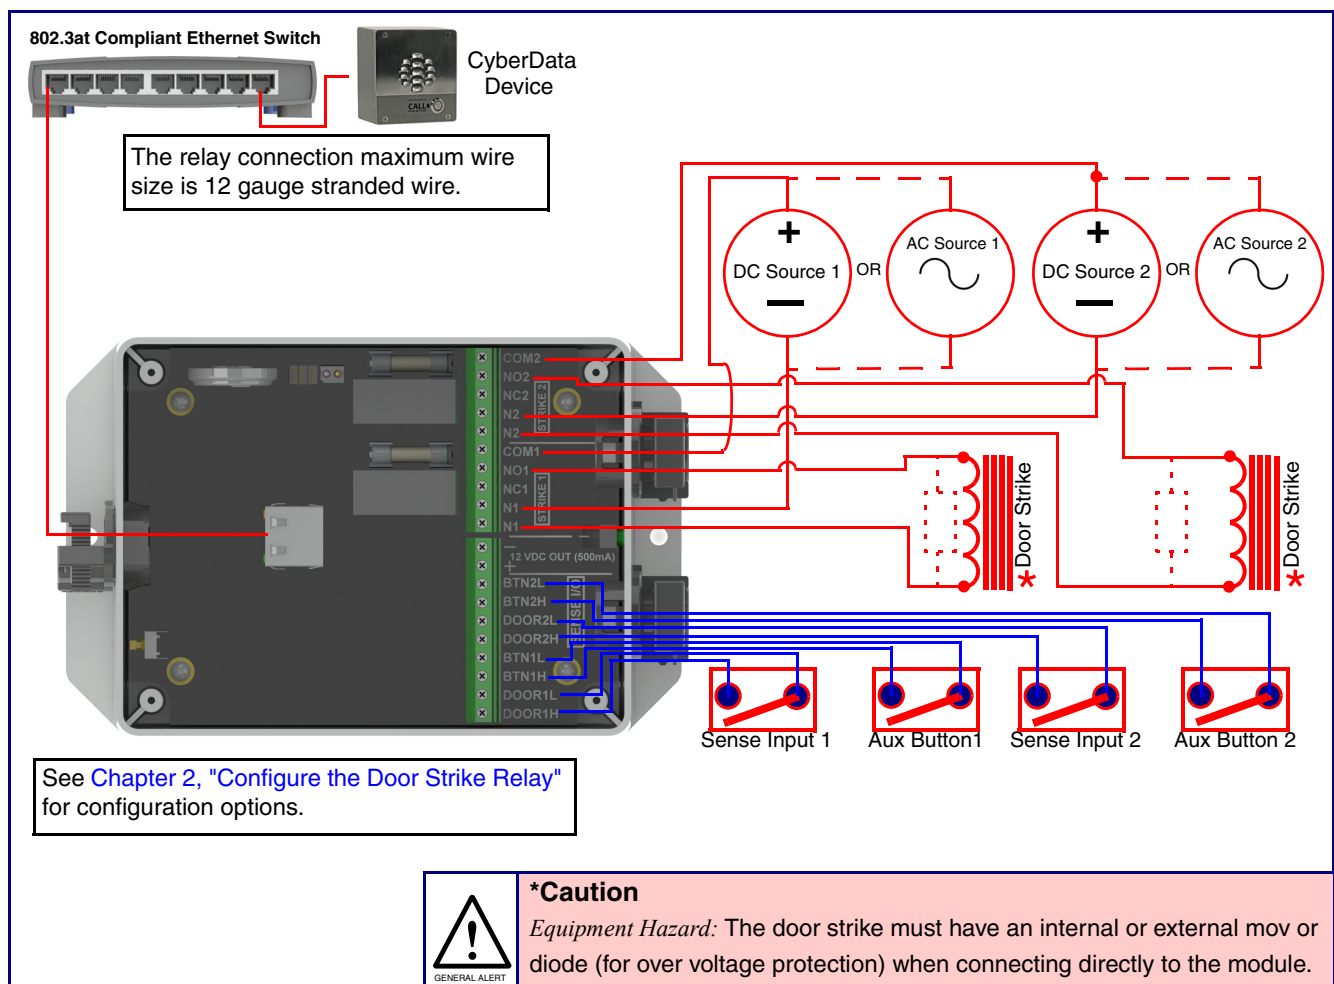 802.3at Compliant Ethernet Switch
CyberData
Device
CALL
The relay connection maximum wire
size is 12 gauge stranded wire.
+
DC Source 1
OR
AC Source 1
+
DC Source 2
OR
AC Source 2
COM2
NO2
NC2
N2
N2
STRIKE 2
COM1
NO1
NC1
N1
N1
STRIKE 1
−
12 VDC OUT (500mA)
+
BTN2L
BTN2H
DOOR2L
DOOR2H
BTN1L
BTN1H
DOOR1L
DOOR1H
SENSE I/O
*Door Strike
*Door Strike
Sense Input 1
Aux Button1
Sense Input 2
Aux Button 2
See Chapter 2, "Configure the Door Strike Relay"
for configuration options.
GENERAL ALERT
*Caution
Equipment Hazard: The door strike must have an internal or external mov or
diode (for over voltage protection) when connecting directly to the module.